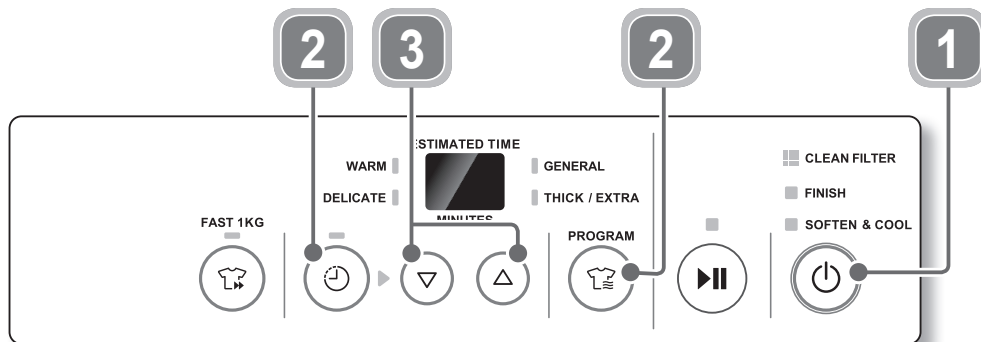 2 3 2 1
ESTIMATED TIME
WARM
GENERAL
CLEAN FILTER
DELICATE
THICK / EXTRA
FINISH
MINUTES
FAST 1KG
PROGRAM
SOFTEN & COOL